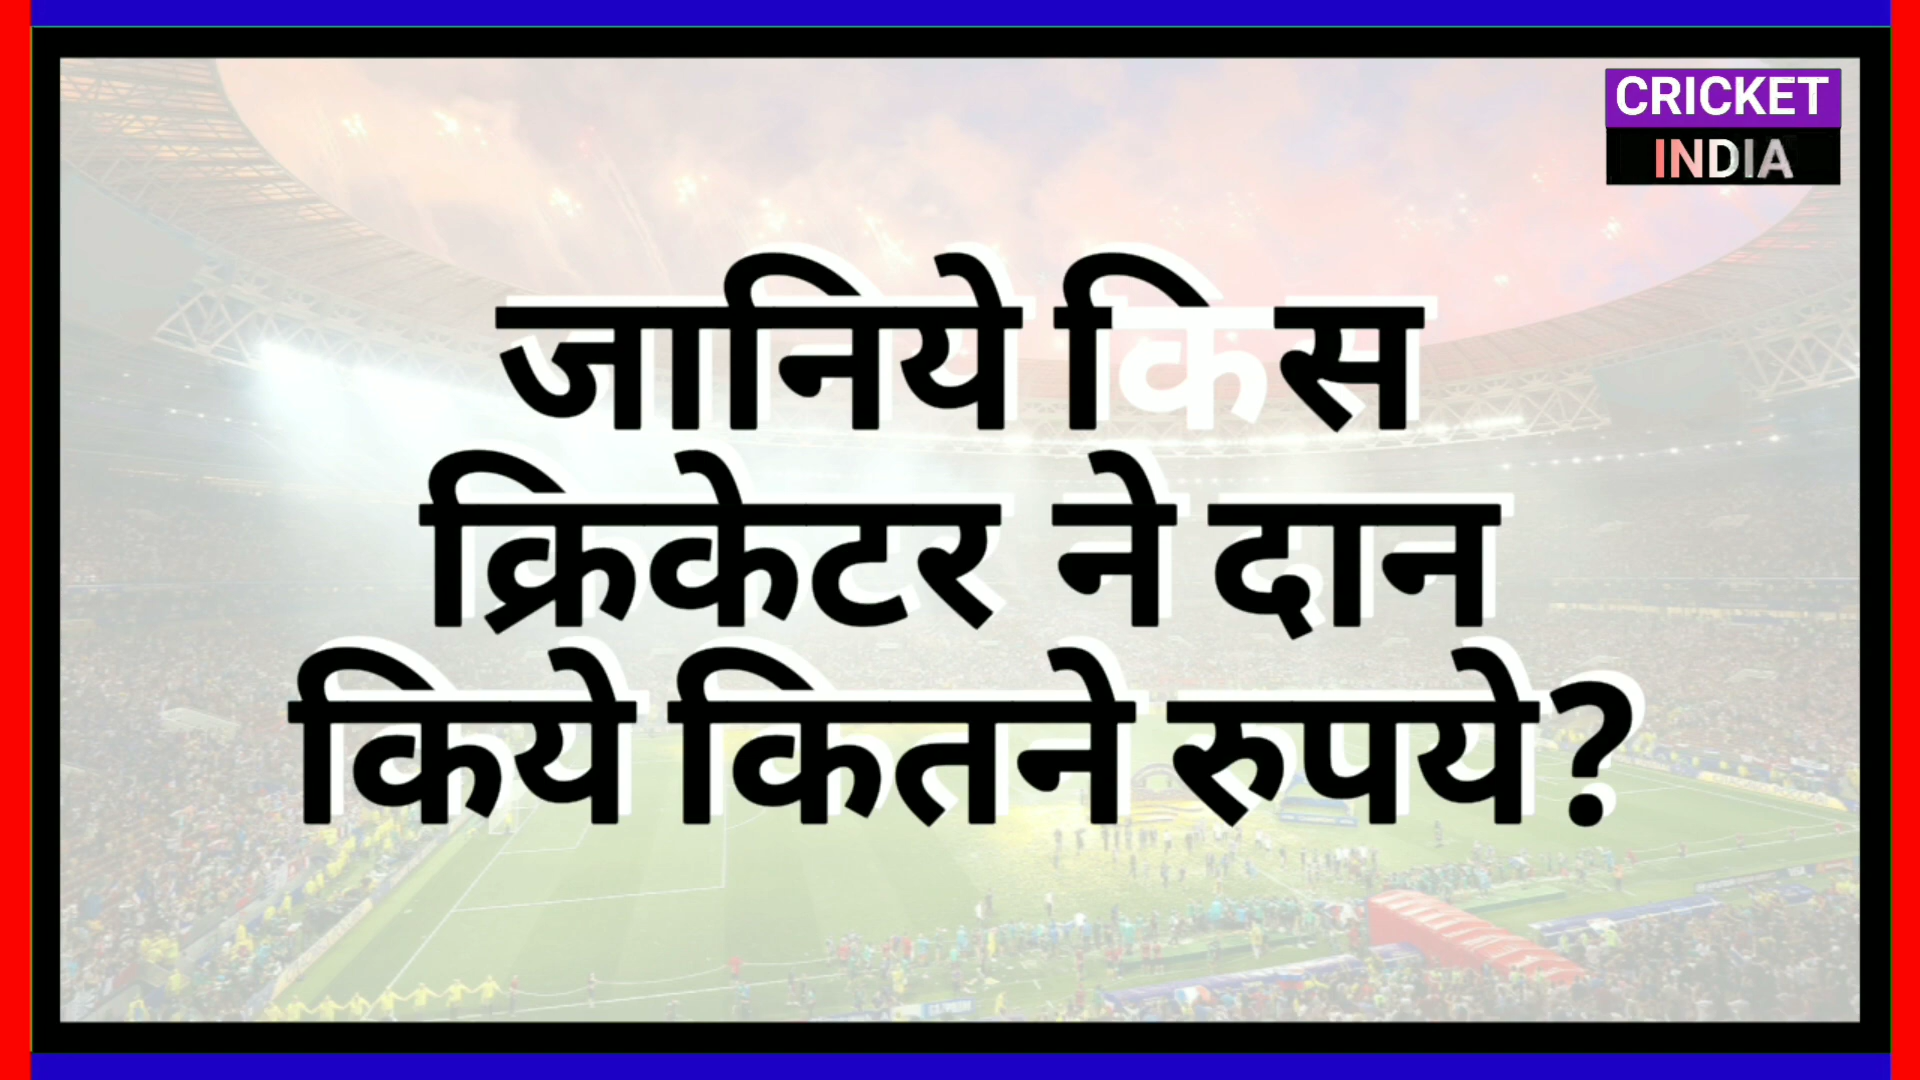 CRICKET
INDIA
जानिये किस
क्रिकेटर ने दान
किये कितने रुपये?